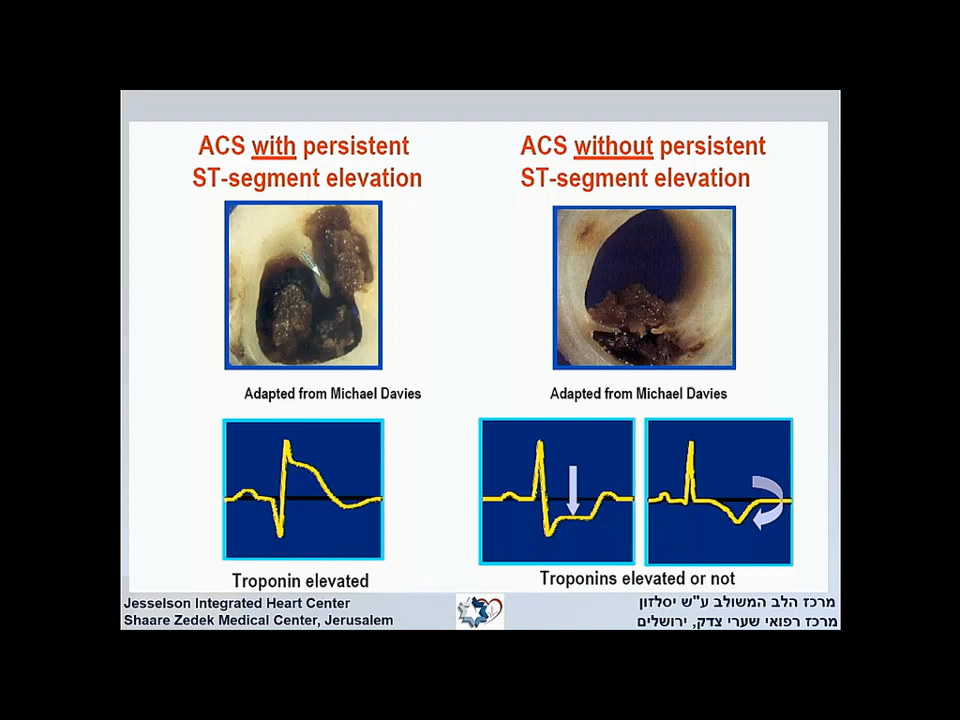 ACS with persistent
ST-segment elevation
ACS without persistent
ST-segment elevation
Adapted from Michael Davies
Adapted from Michael Davies
Troponin elevated
Troponins elevated or not
Jesselson Integrated Heart Center
Shaare Zedek Medical Center, Jerusalem
מרכז הלב המשולב ע"ש יסלזון
מרכז רפואי שערי צדק, ירושלים